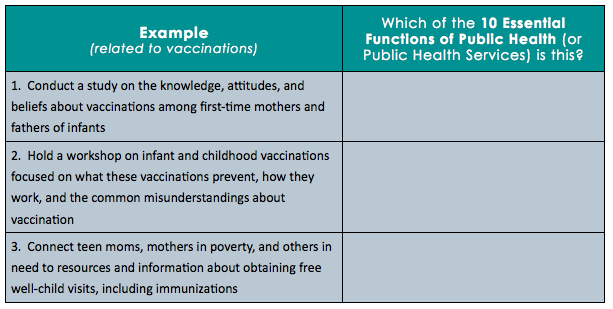 Example
(related to vaccinations)
Which of the 10 Essential
Functions of Public Health (or
Public Health Services) is this?
1. Conduct a study on the knowledge, attitudes, and
beliefs about vaccinations among first-time mothers and
fathers of infants
2. Hold a workshop on infant and childhood vaccinations
focused on what these vaccinations prevent, how they
work, and the common misunderstandings about
vaccination
3. Connect teen moms, mothers in poverty, and others in
need to resources and information about obtaining free
well-child visits, including immunizations